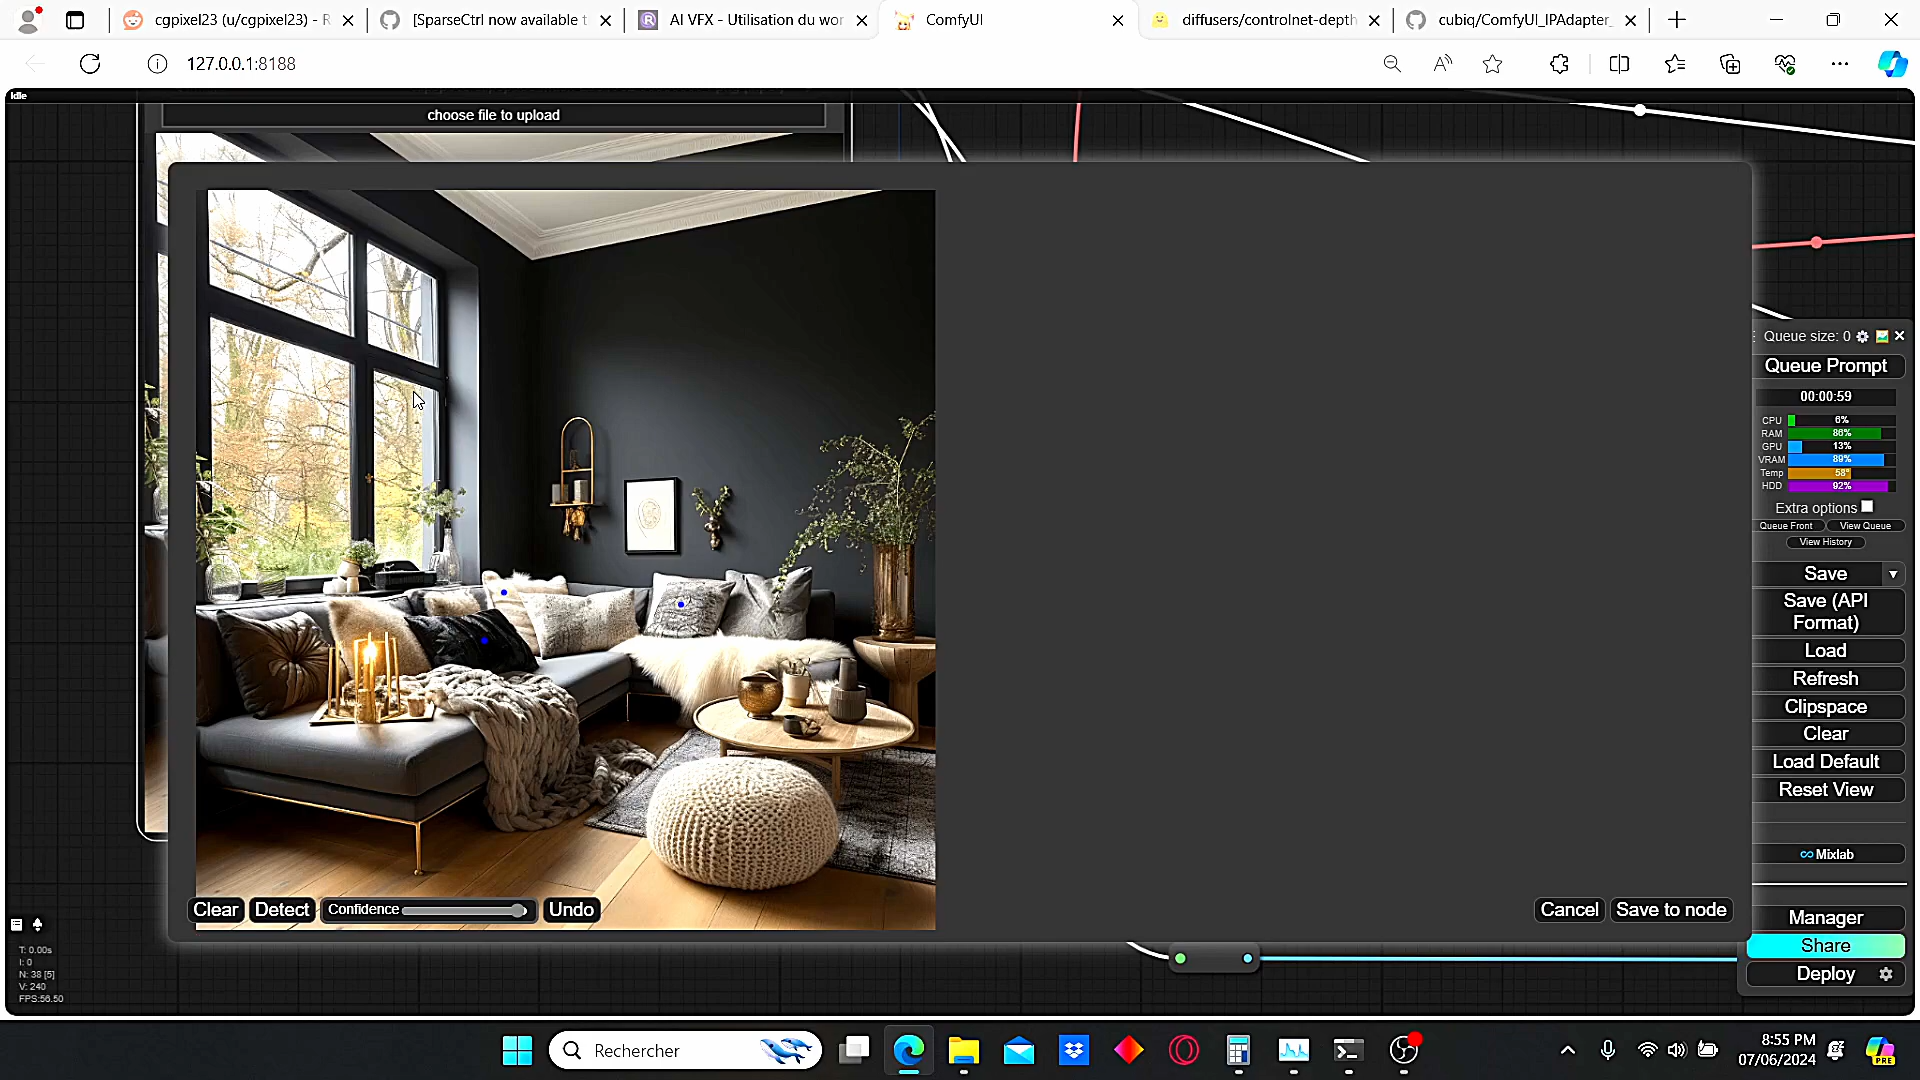 cgpixel23 (u/cgpixel23) - R
[SparseCtrl now available t
AI VFX - Utilisation du wor
ComfyUI
diffusers/controlnet-depth
cubiq/ComfyUI_IPAdapter_
127.0.0.1:8188
Idle
choose file to upload
Queue size: 0
Queue Prompt
00:00:59
CPU 6%
RAM 86%
GPU 13%
VRAM 89%
Temp 58°
HDD 92%
Extra options
Queue Front View Queue
View History
Save
Save (API
Format)
Load
Refresh
Clipspace
Clear
Load Default
Reset View
Mixlab
Manager
Share
Deploy
Clear Detect Confidence Undo
Cancel Save to node
T: 0.00s
I: 0
N: 38 [5]
V: 240
FPS:56.50
Rechercher
8:55 PM
07/06/2024
PRE